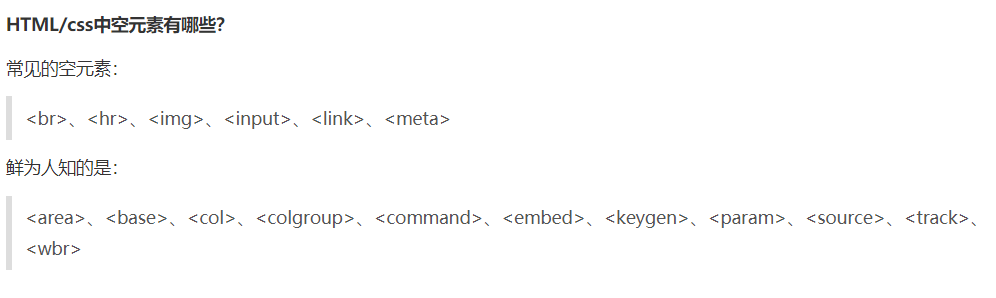 HTML/css中空元素有哪些？
常见的空元素：
<br>、<hr>、<img>、<input>、<link>、<meta>
鲜为人知的是：
<area>、<base>、<col>、<colgroup>、<command>、<embed>、<keygen>、<param>、<source>、<track>、
<wbr>